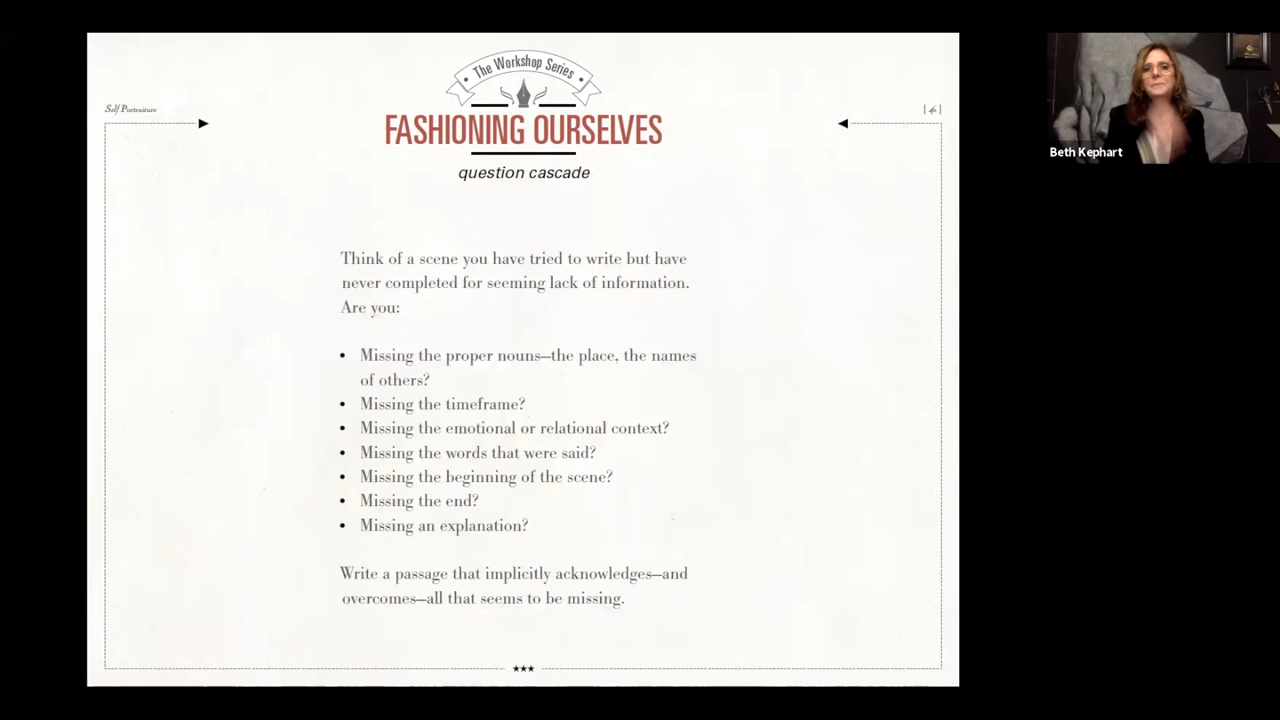 The Workshop Series
Self Portraiture
[ 46 ]
FASHIONING OURSELVES
question cascade
Think of a scene you have tried to write but have
never completed for seeming lack of information.
Are you:
• Missing the proper nouns—the place, the names
of others?
• Missing the timeframe?
• Missing the emotional or relational context?
• Missing the words that were said?
• Missing the beginning of the scene?
• Missing the end?
• Missing an explanation?
Write a passage that implicitly acknowledges—and
overcomes—all that seems to be missing.
Beth Kephart